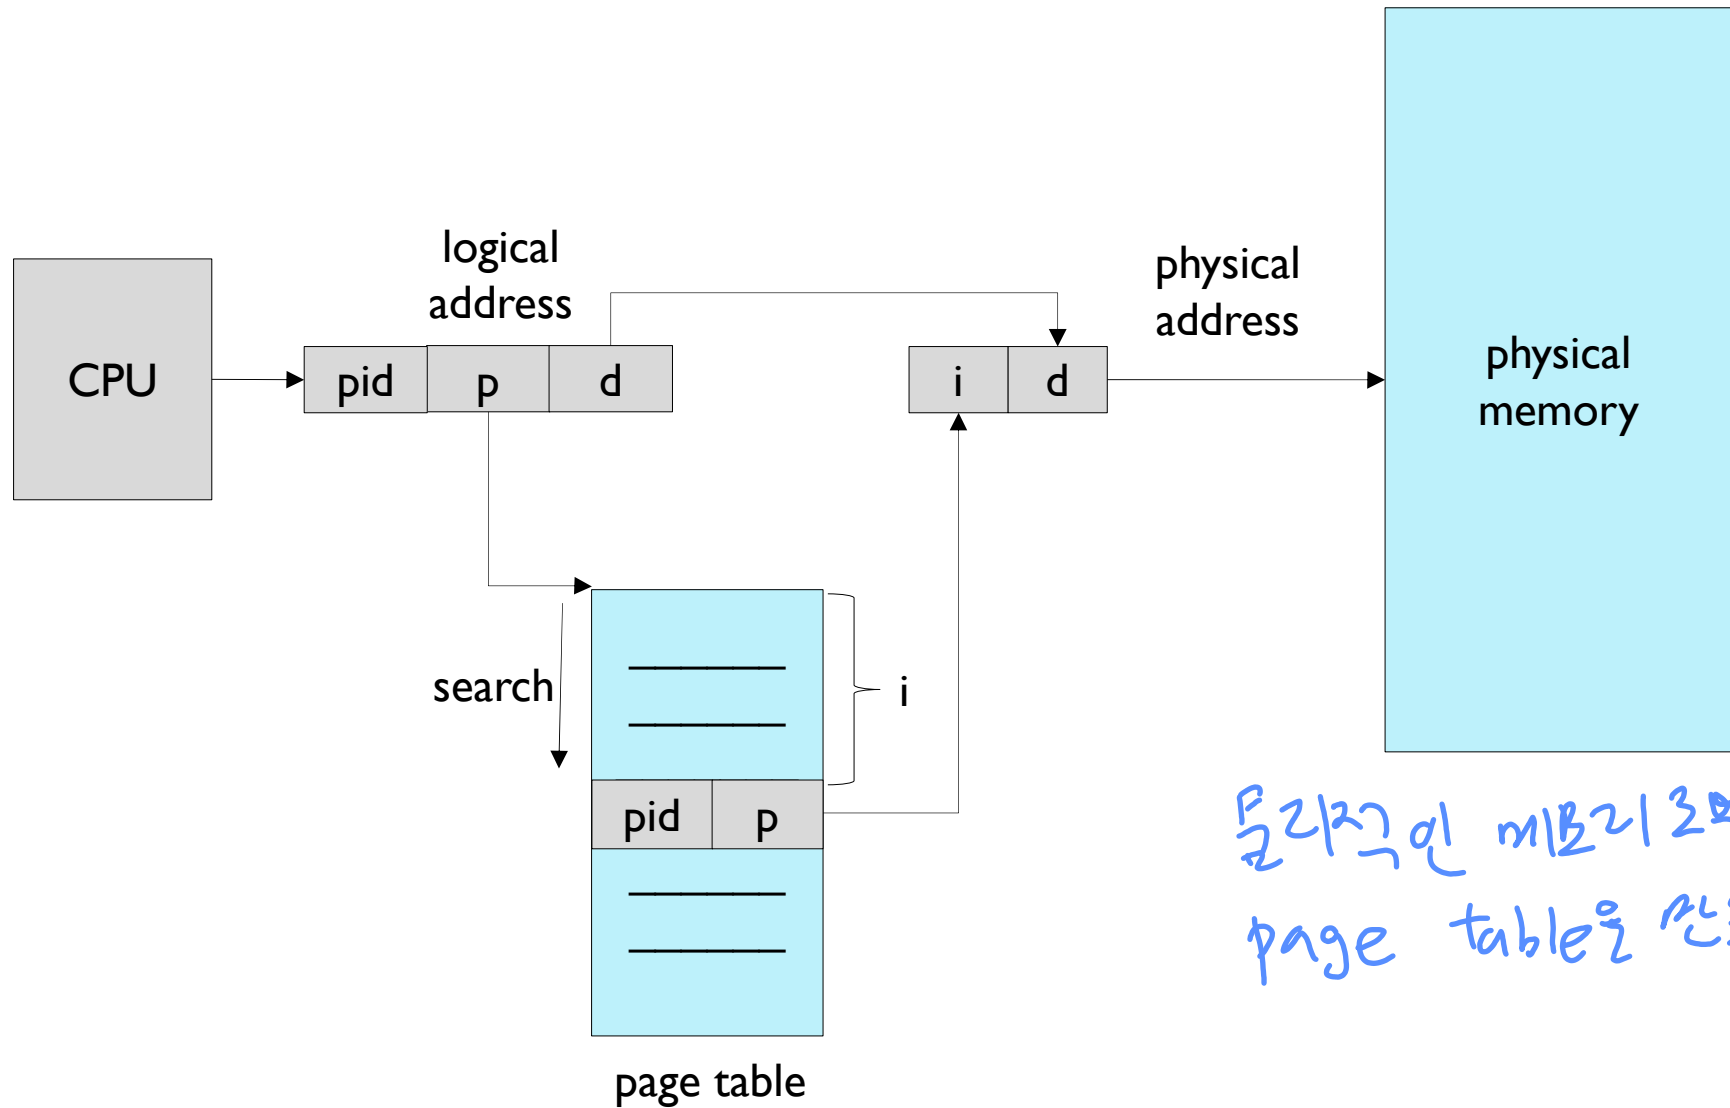 logical
address
physical
address
CPU
pid p d
i d
physical
memory
search
i
pid p
물리적인 메모리로
page table을
page table